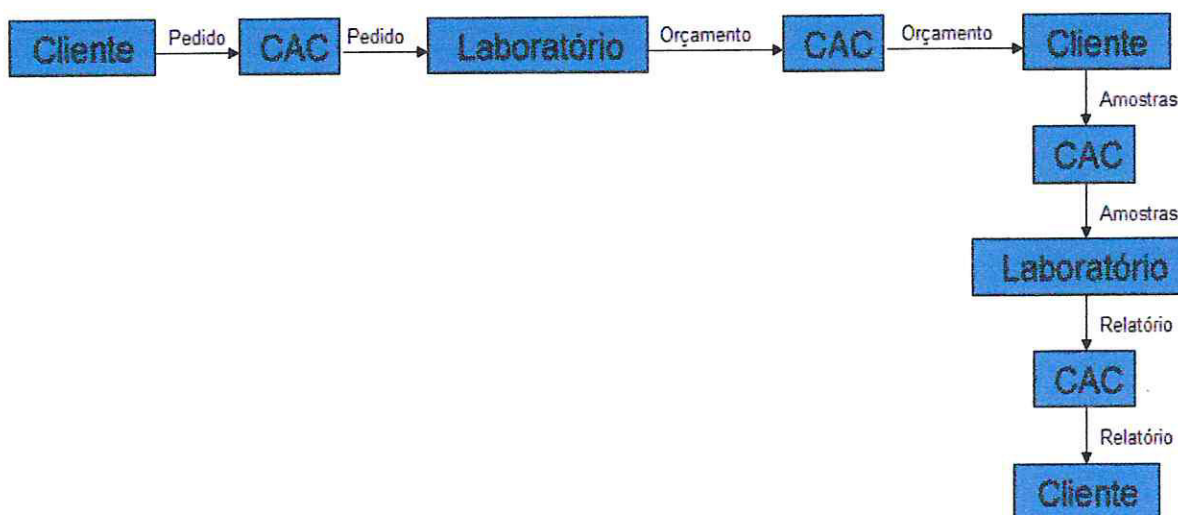 Cliente Pedido CAC Pedido Laboratório Orçamento CAC Orçamento Cliente
Amostras
CAC
Amostras
Laboratório
Relatório
CAC
Relatório
Cliente